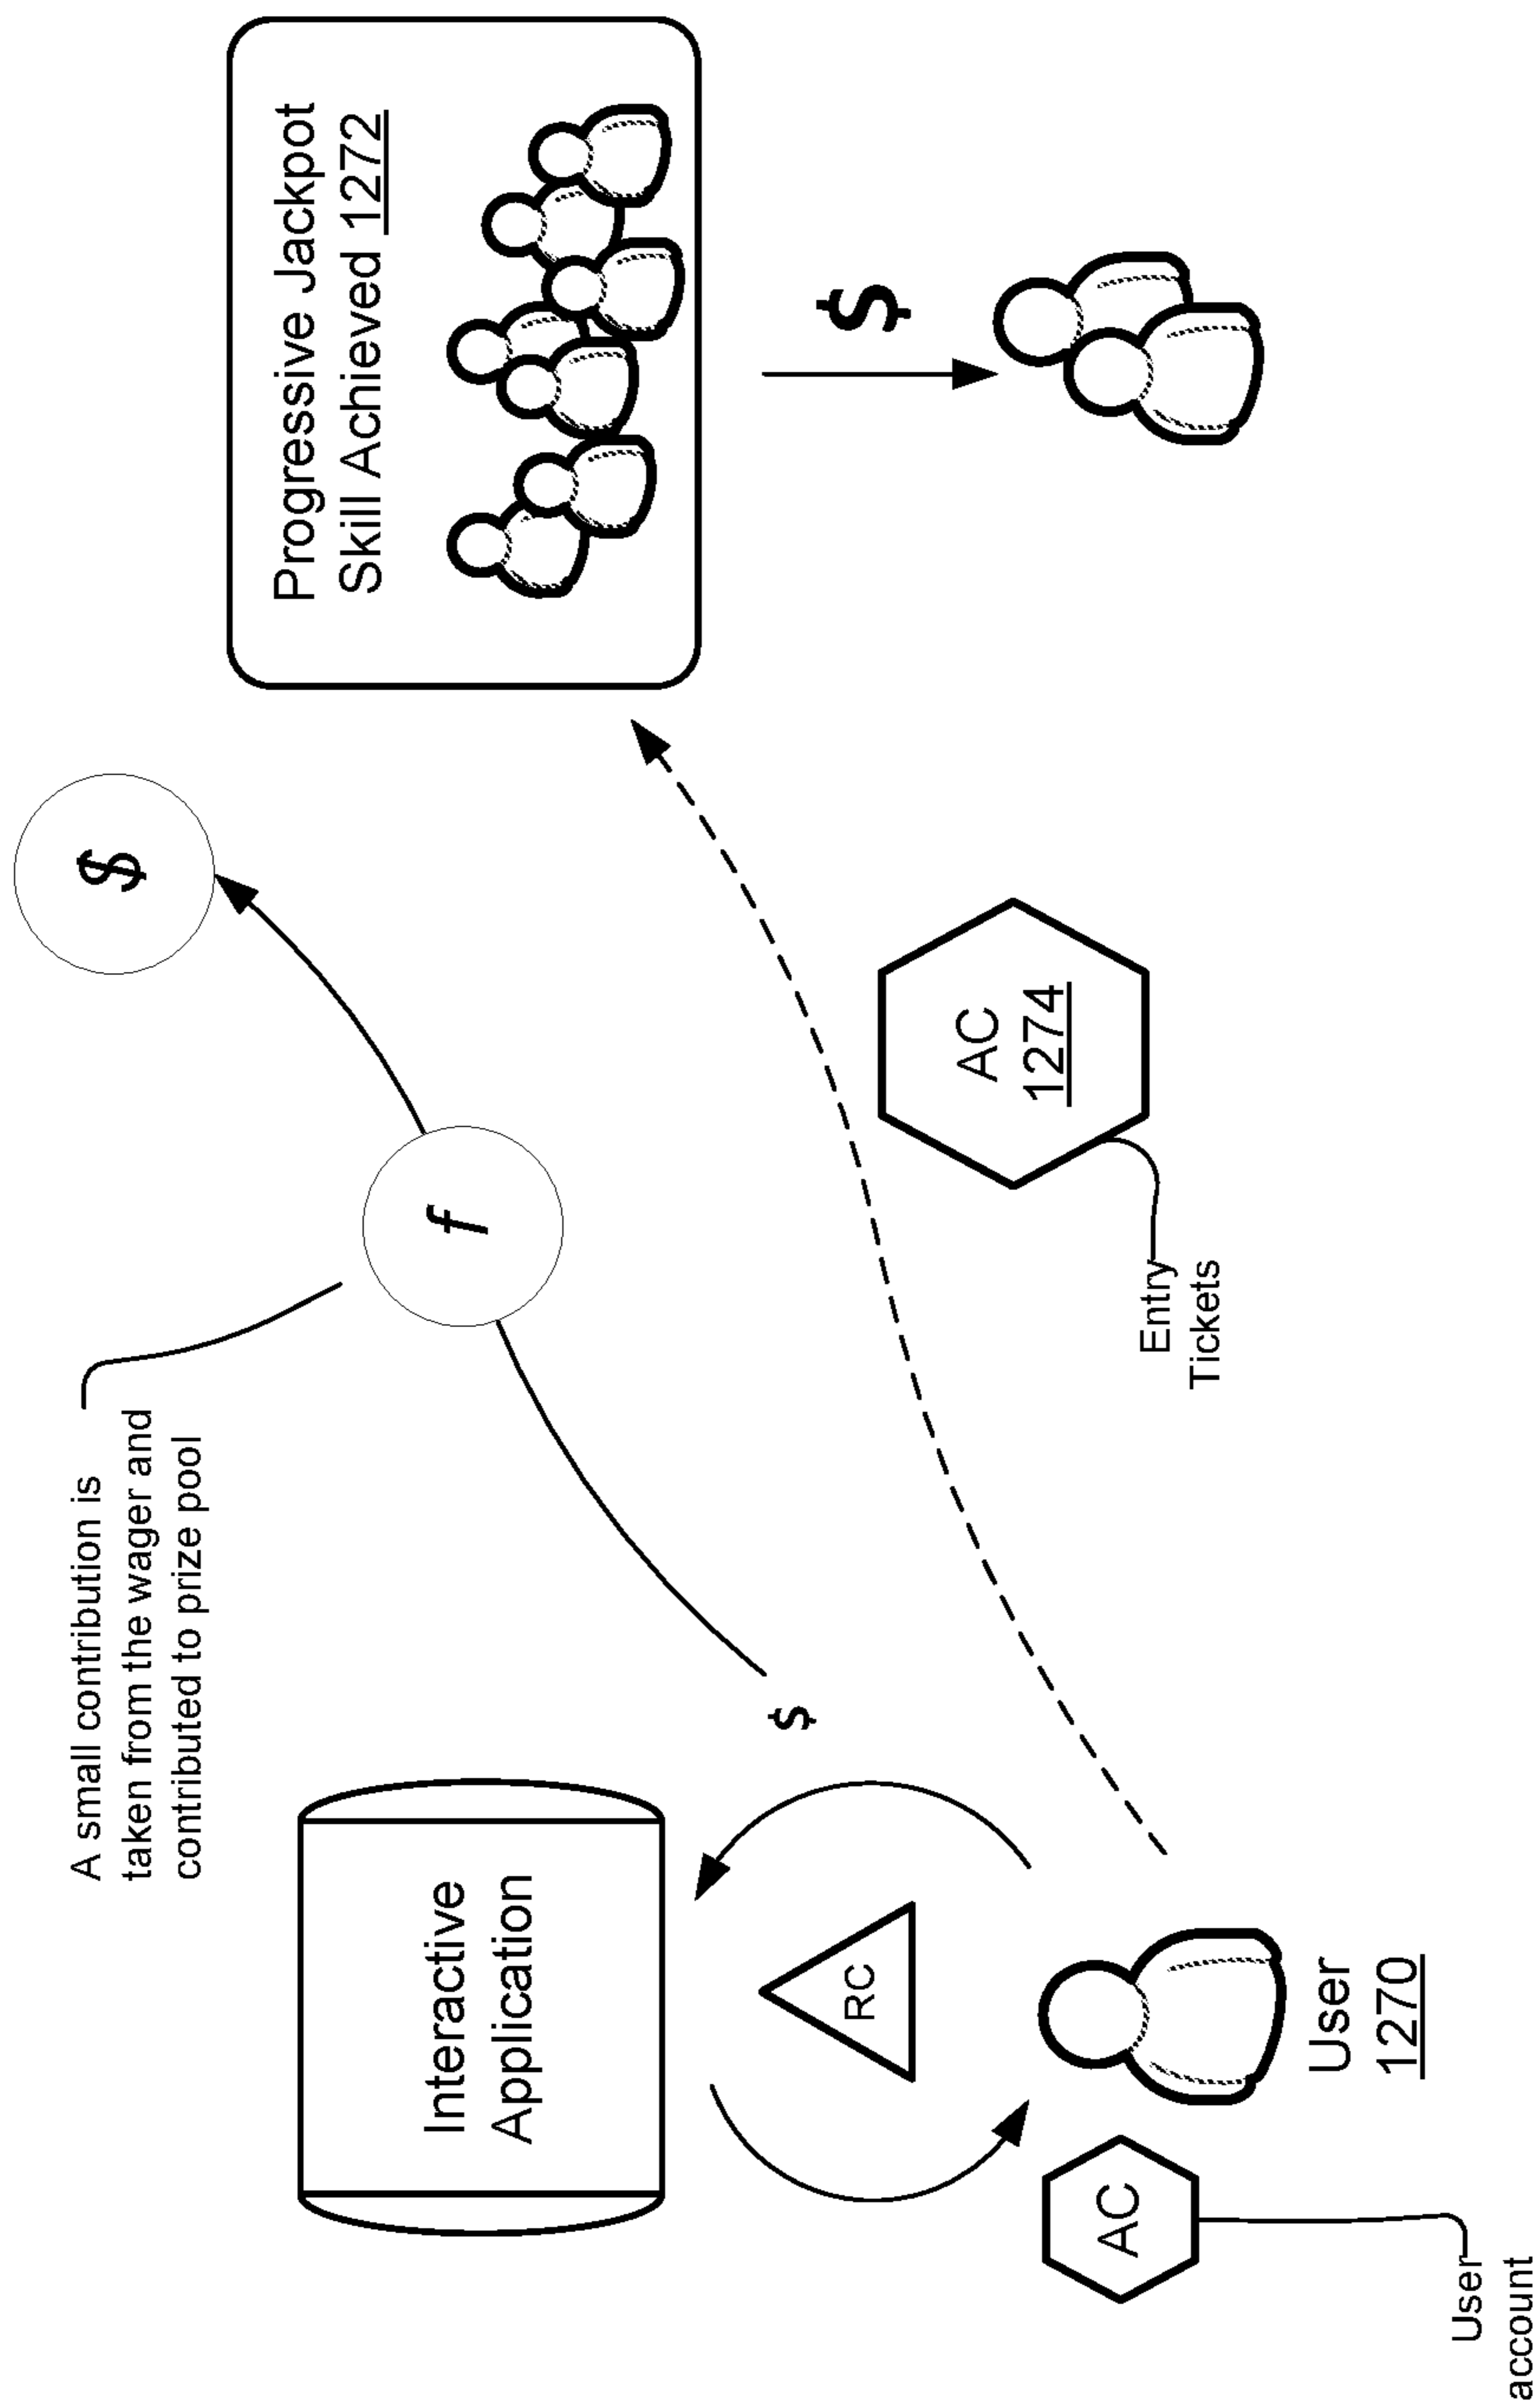 A small contribution is
taken from the wager and
contributed to prize pool
$
Progressive Jackpot
Skill Achieved 1272
f
Interactive
Application
$
$
RC
AC
1274
AC
Entry
Tickets
User
1270
User
account